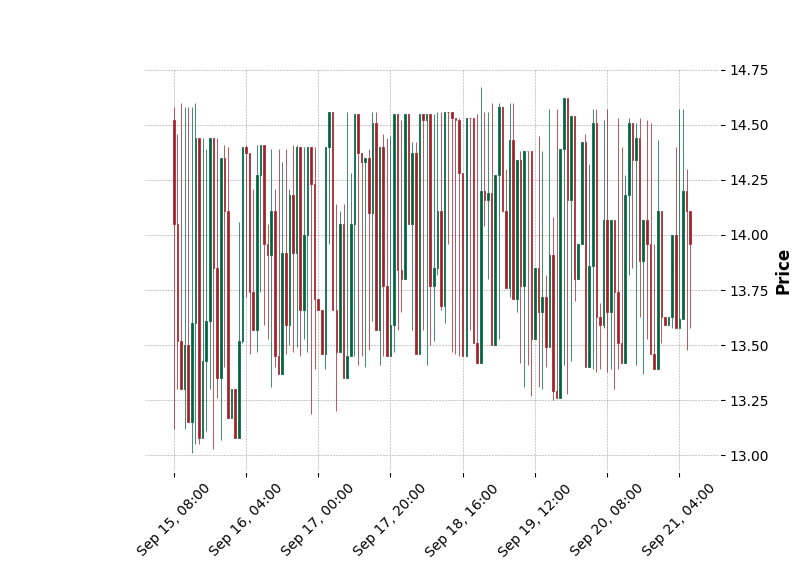 14.75
14.50
14.25
14.00
13.75
13.50
13.25
13.00
Price
Sep 15, 08:00
Sep 16, 04:00
Sep 17, 00:00
Sep 17, 20:00
Sep 18, 16:00
Sep 19, 12:00
Sep 20, 08:00
Sep 21, 04:00